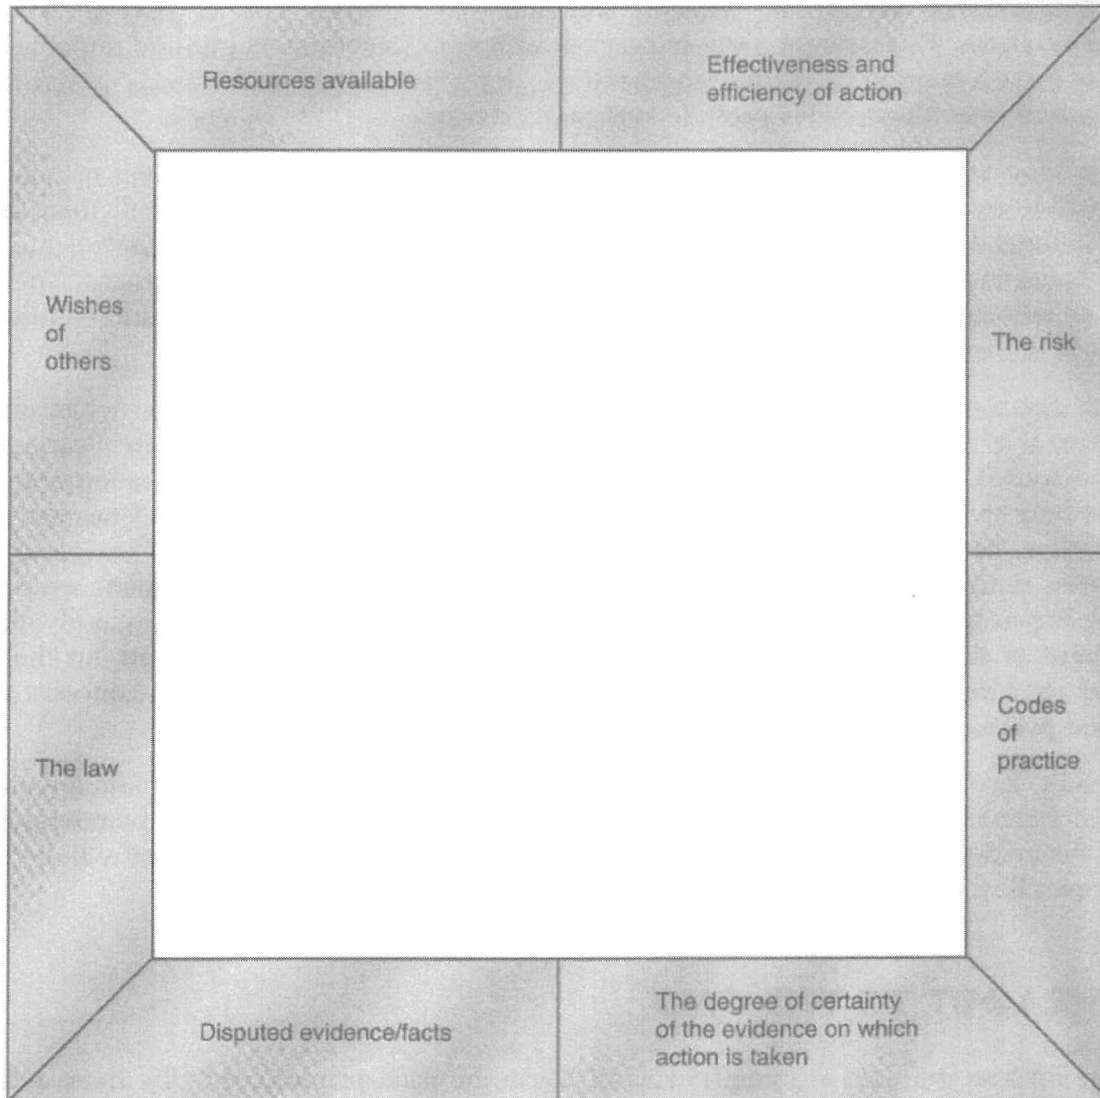 Resources available
Effectiveness and
efficiency of action
Wishes
of
others
The risk
The law
Codes
of
practice
Disputed evidence/facts
The degree of certainty
of the evidence on which
action is taken